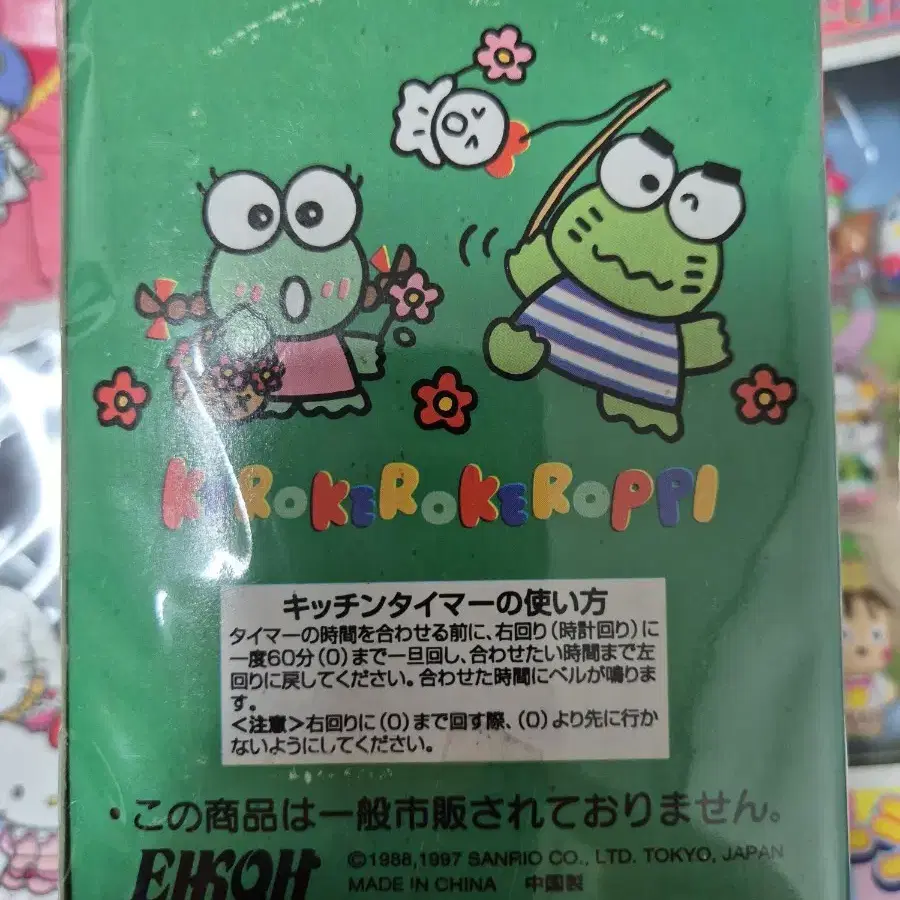 KEROKEROKEROPPI
キッチンタイマーの使い方
タイマーの時間を合わせる前に、右回り(時計回り)に
一度60分(0)まで一旦回し、合わせたい時間まで左
回りに戻してください。合わせた時間にベルが鳴りま
す。
<注意>右回りに(0)まで回す際、(0)より先に行か
ないようにしてください。
・この商品は一般市販されておりません。
EIKOH
©1988,1997 SANRIO CO., LTD. TOKYO, JAPAN
MADE IN CHINA 中国製